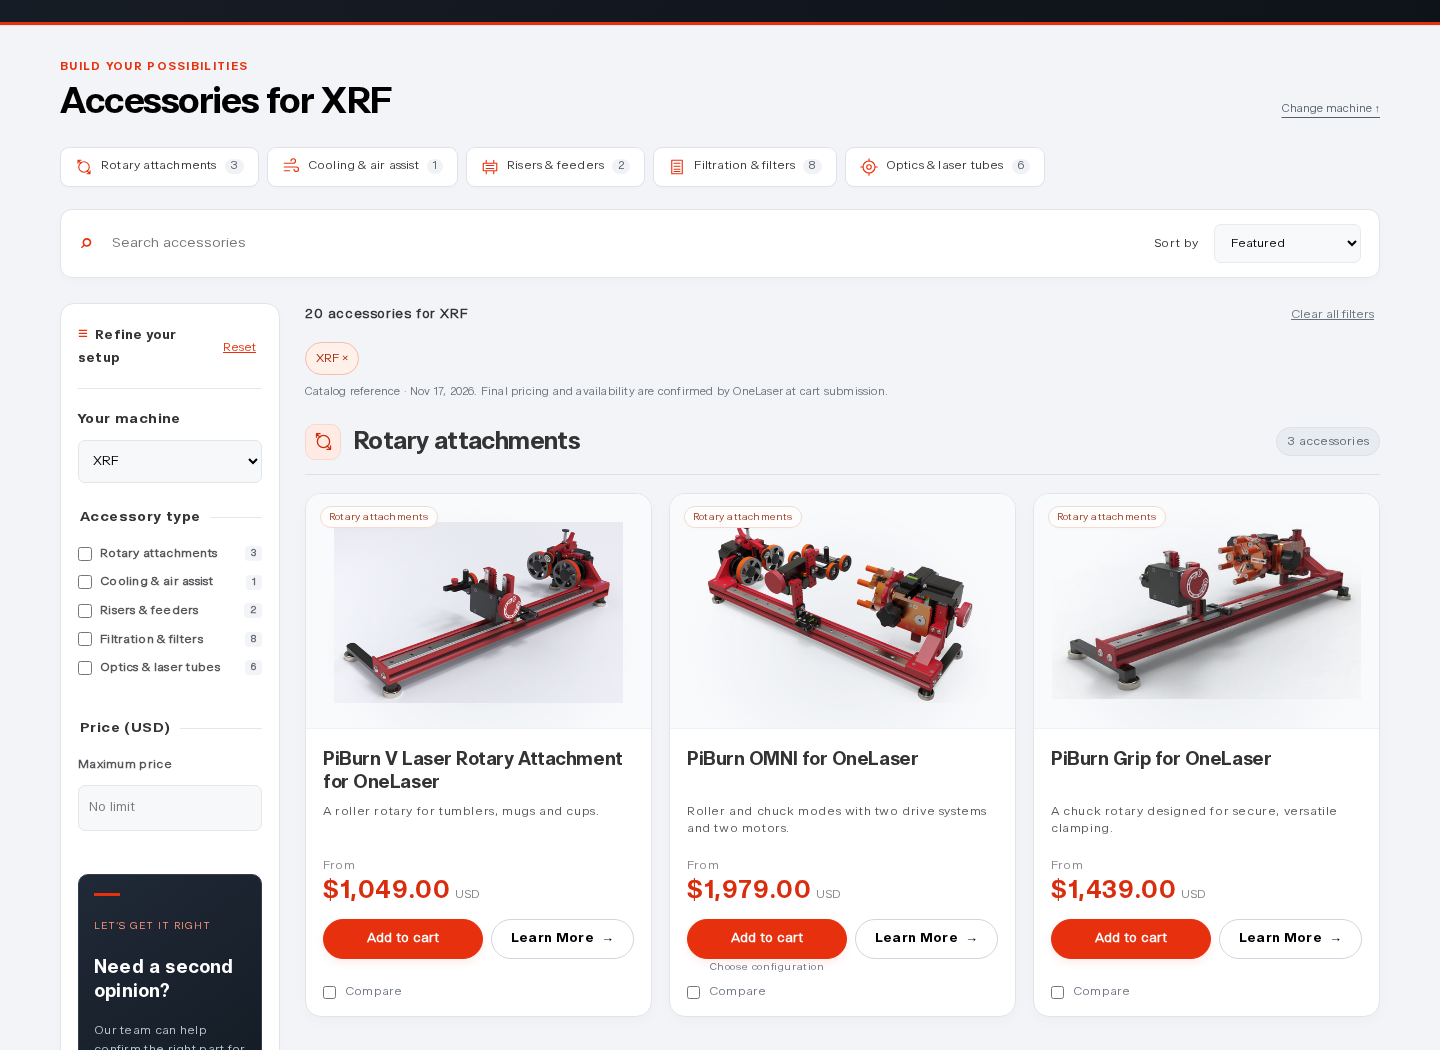 BUILD YOUR POSSIBILITIES
Accessories for XRF
Change machine ↑
Rotary attachments 3
Cooling & air assist 1
Risers & feeders 2
Filtration & filters 8
Optics & laser tubes 6
Search accessories
Sort by
Featured
Refine your
setup
Reset
Your machine
XRF
Accessory type
Rotary attachments 3
Cooling & air assist 1
Risers & feeders 2
Filtration & filters 8
Optics & laser tubes 6
Price (USD)
Maximum price
No limit
LET'S GET IT RIGHT
Need a second
opinion?
Our team can help
confirm the right part for
20 accessories for XRF
Clear all filters
XRF ×
Catalog reference · Nov 17, 2026. Final pricing and availability are confirmed by OneLaser at cart submission.
Rotary attachments
3 accessories
Rotary attachments
PiBurn V Laser Rotary Attachment
for OneLaser
A roller rotary for tumblers, mugs and cups.
From
$1,049.00 USD
Add to cart
Learn More →
Compare
Rotary attachments
PiBurn OMNI for OneLaser
Roller and chuck modes with two drive systems
and two motors.
From
$1,979.00 USD
Add to cart
Learn More →
Choose configuration
Compare
Rotary attachments
PiBurn Grip for OneLaser
A chuck rotary designed for secure, versatile
clamping.
From
$1,439.00 USD
Add to cart
Learn More →
Compare